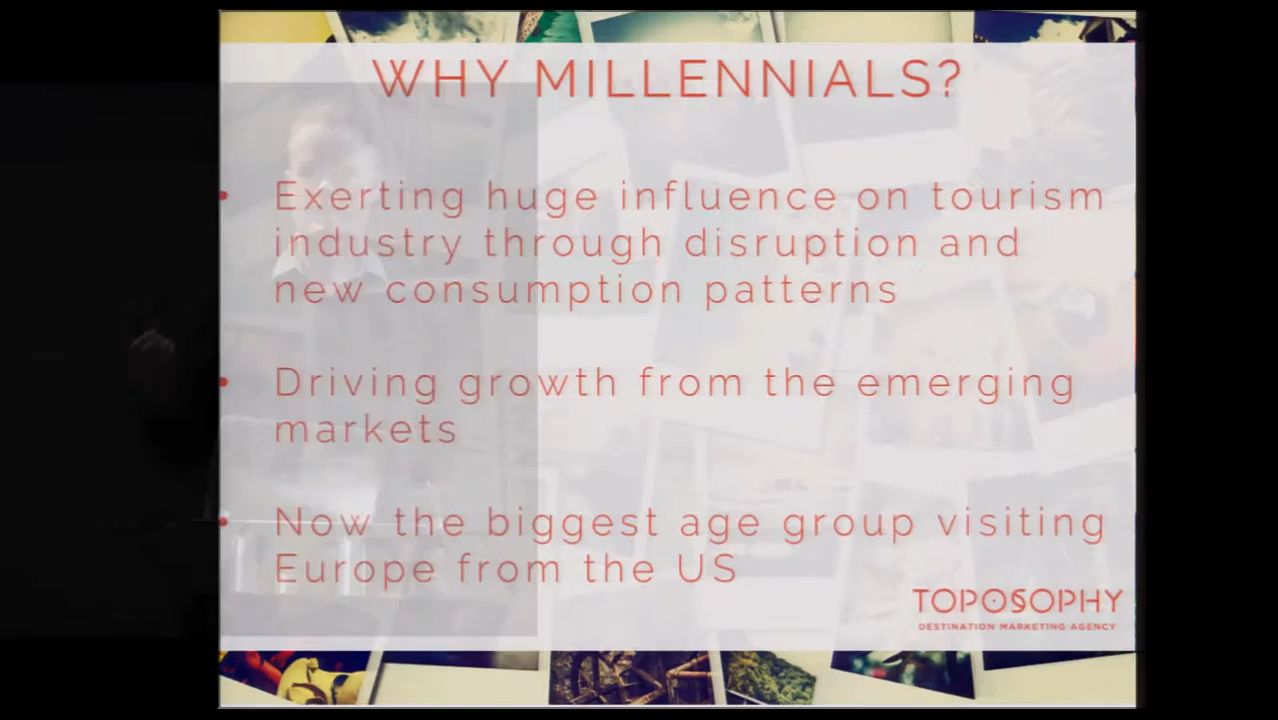 WHY MILLENNIALS?
• Exerting huge influence on tourism
industry through disruption and
new consumption patterns
• Driving growth from the emerging
markets
• Now the biggest age group visiting
Europe from the US
TOPOSOPHY
DESTINATION MARKETING AGENCY